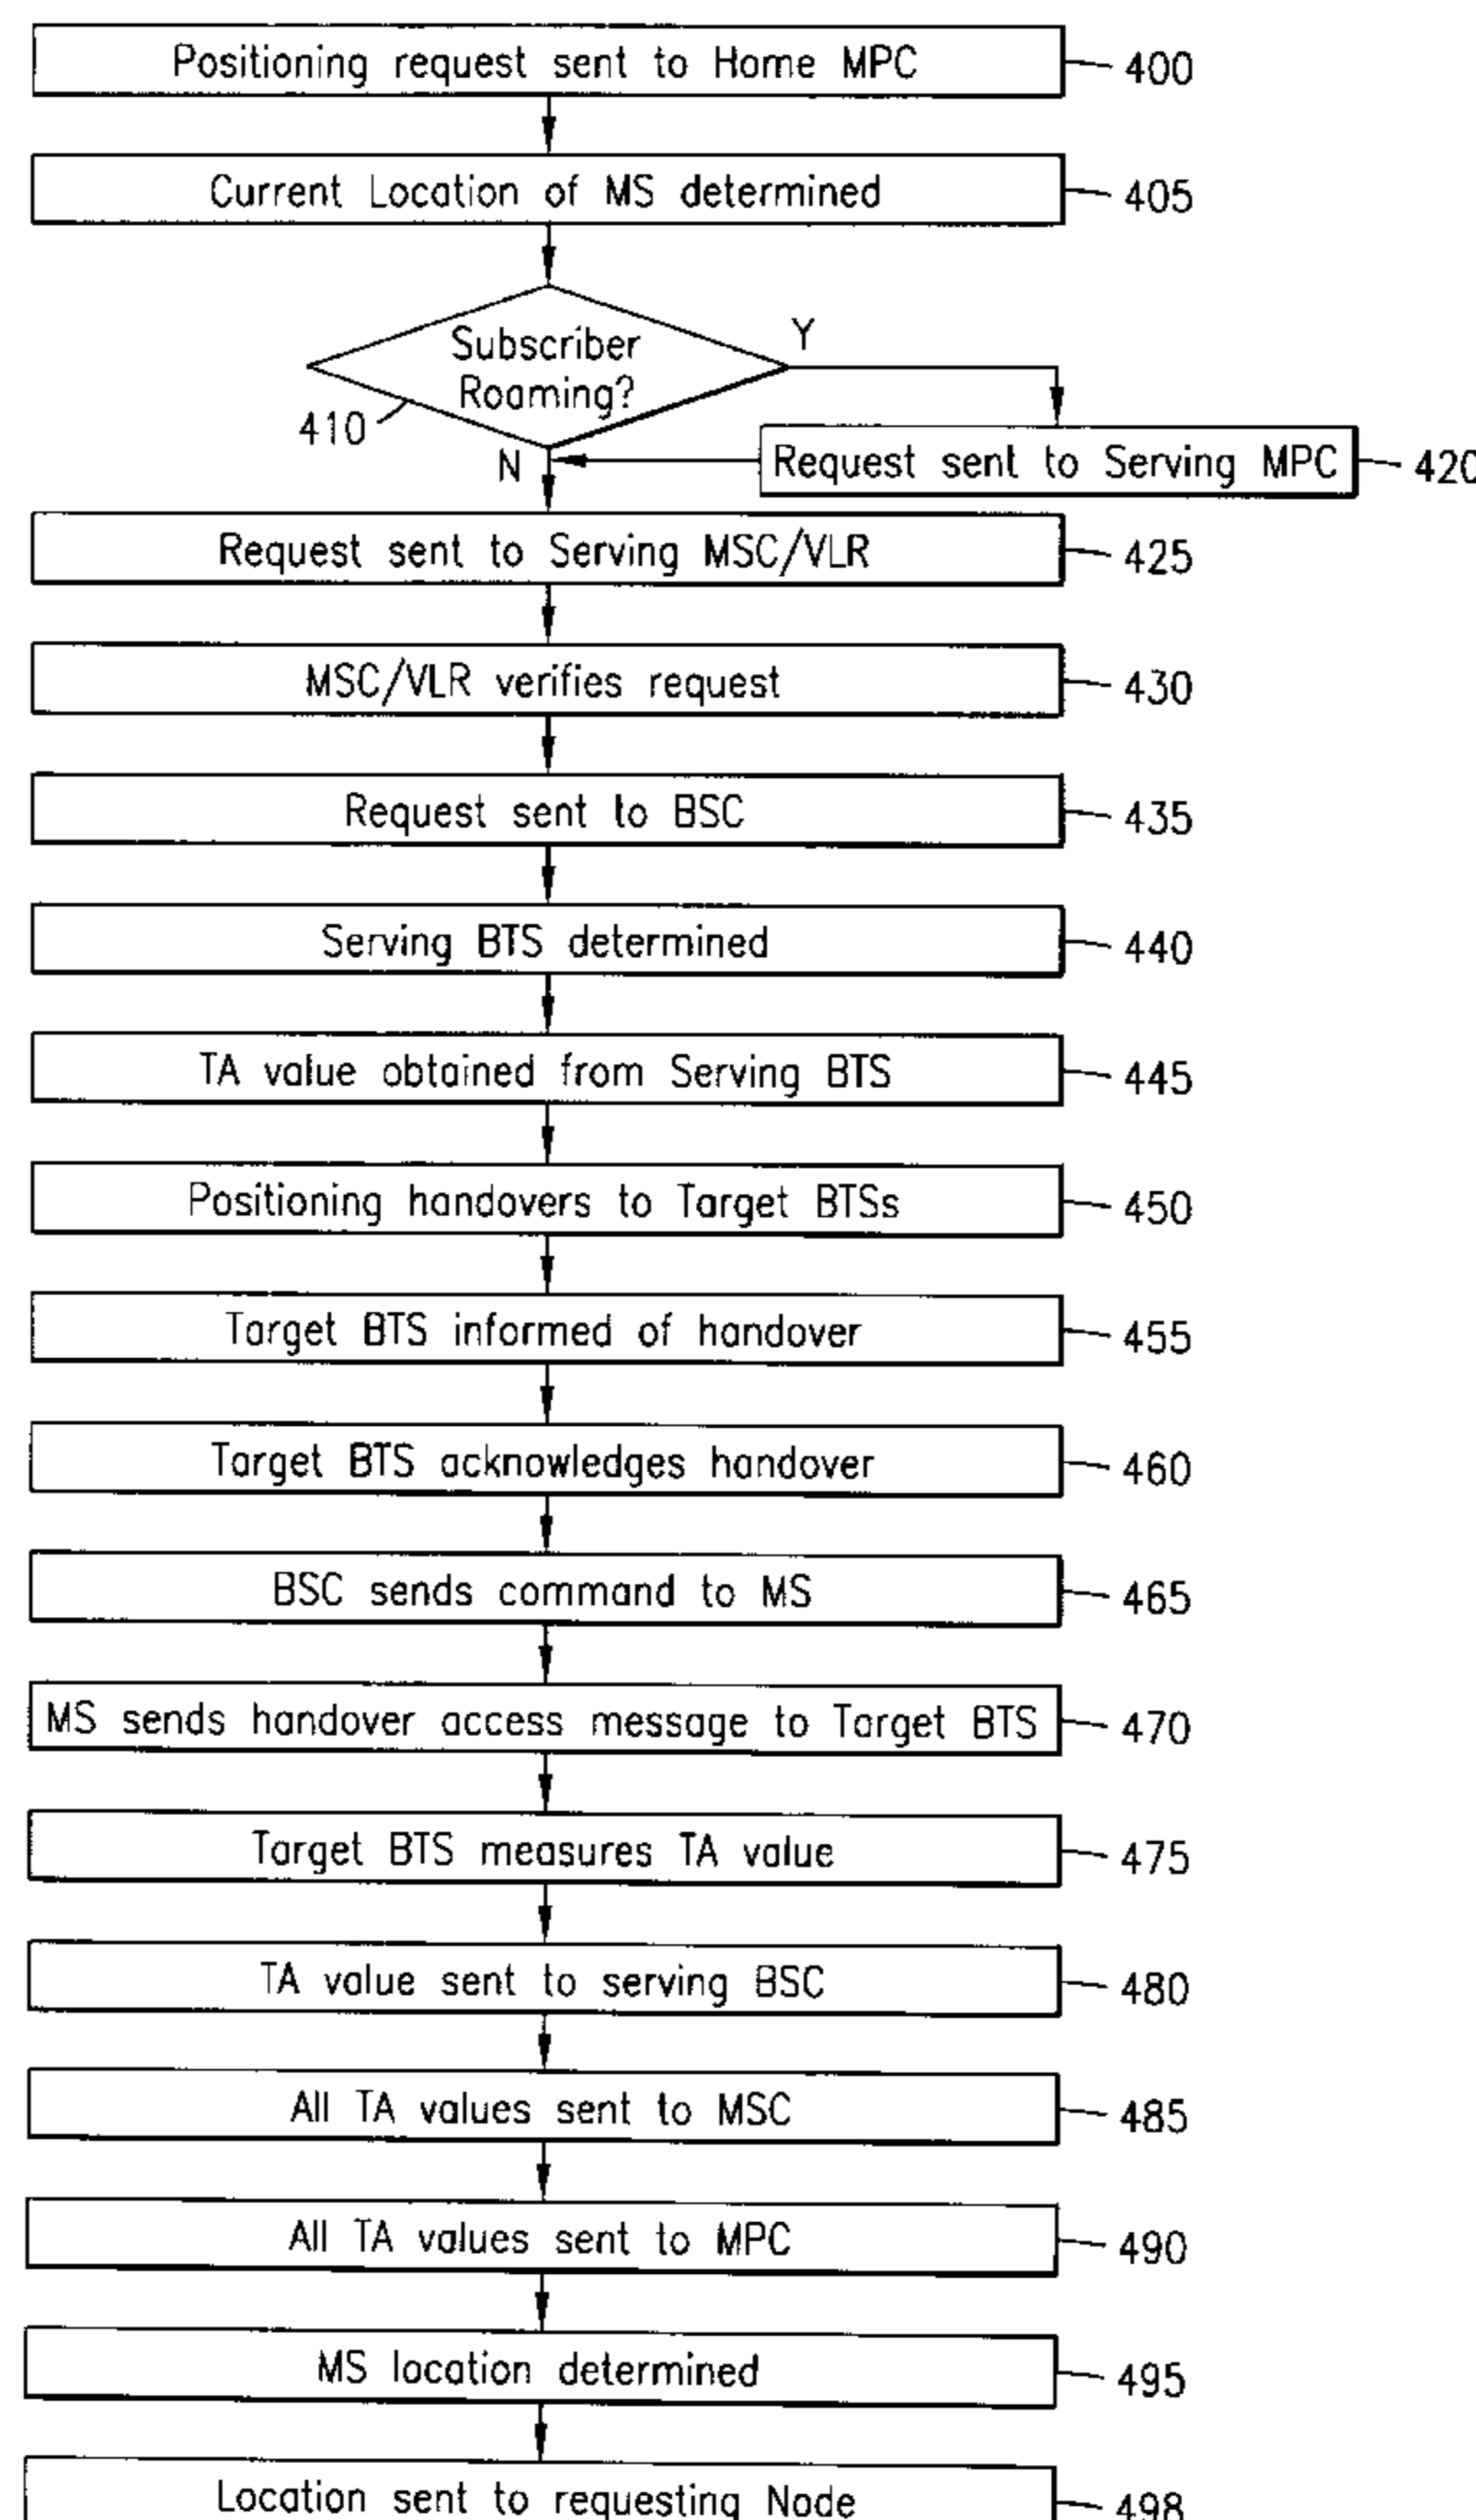 Positioning request sent to Home MPC 400
Current Location of MS determined 405
Subscriber
Roaming?
Y
410
N
Request sent to Serving MPC 420
Request sent to Serving MSC/VLR 425
MSC/VLR verifies request 430
Request sent to BSC 435
Serving BTS determined 440
TA value obtained from Serving BTS 445
Positioning handovers to Target BTSs 450
Target BTS informed of handover 455
Target BTS acknowledges handover 460
BSC sends command to MS 465
MS sends handover access message to Target BTS 470
Target BTS measures TA value 475
TA value sent to serving BSC 480
All TA values sent to MSC 485
All TA values sent to MPC 490
MS location determined 495
Location sent to requesting Node 498